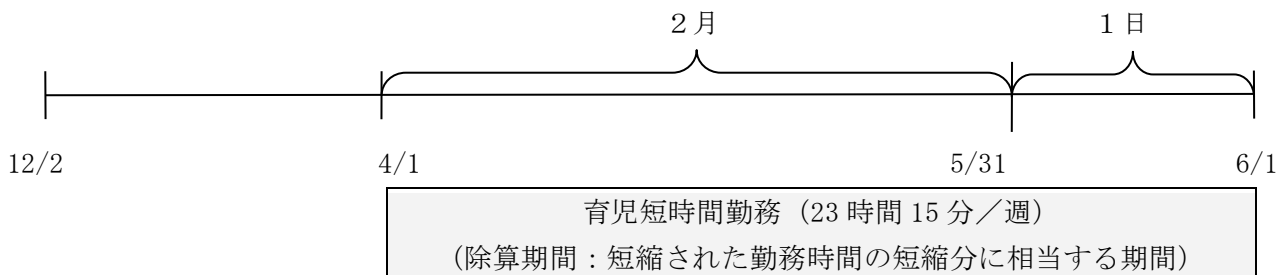 ２月 １日
12/2 4/1 5/31 6/1
育児短時間勤務（23 時間 15 分／週）
（除算期間：短縮された勤務時間の短縮分に相当する期間）